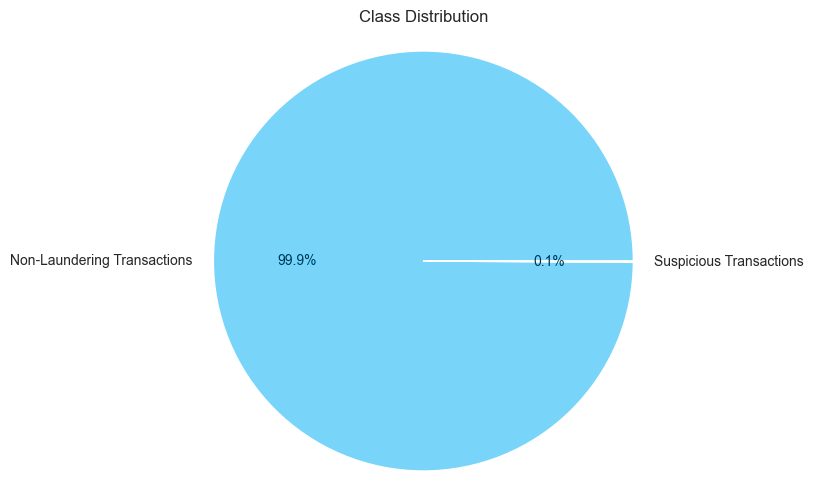 Class Distribution
Non-Laundering Transactions
99.9%
0.1%
Suspicious Transactions